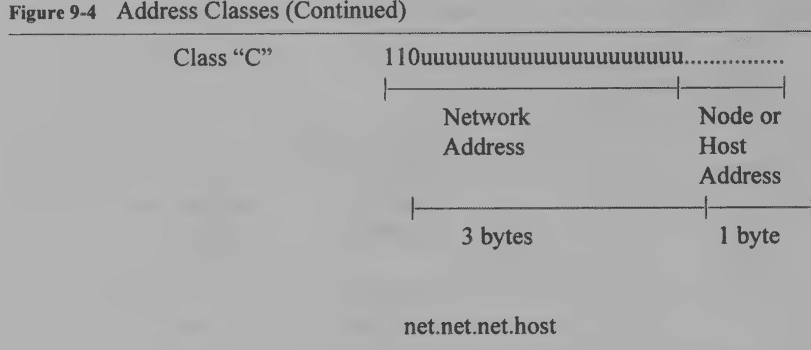 Figure 9-4 Address Classes (Continued)
Class “C” 110uuuuuuuuuuuuuuuuuuuuu................
Network Node or
Address Host
Address
3 bytes 1 byte
net.net.net.host